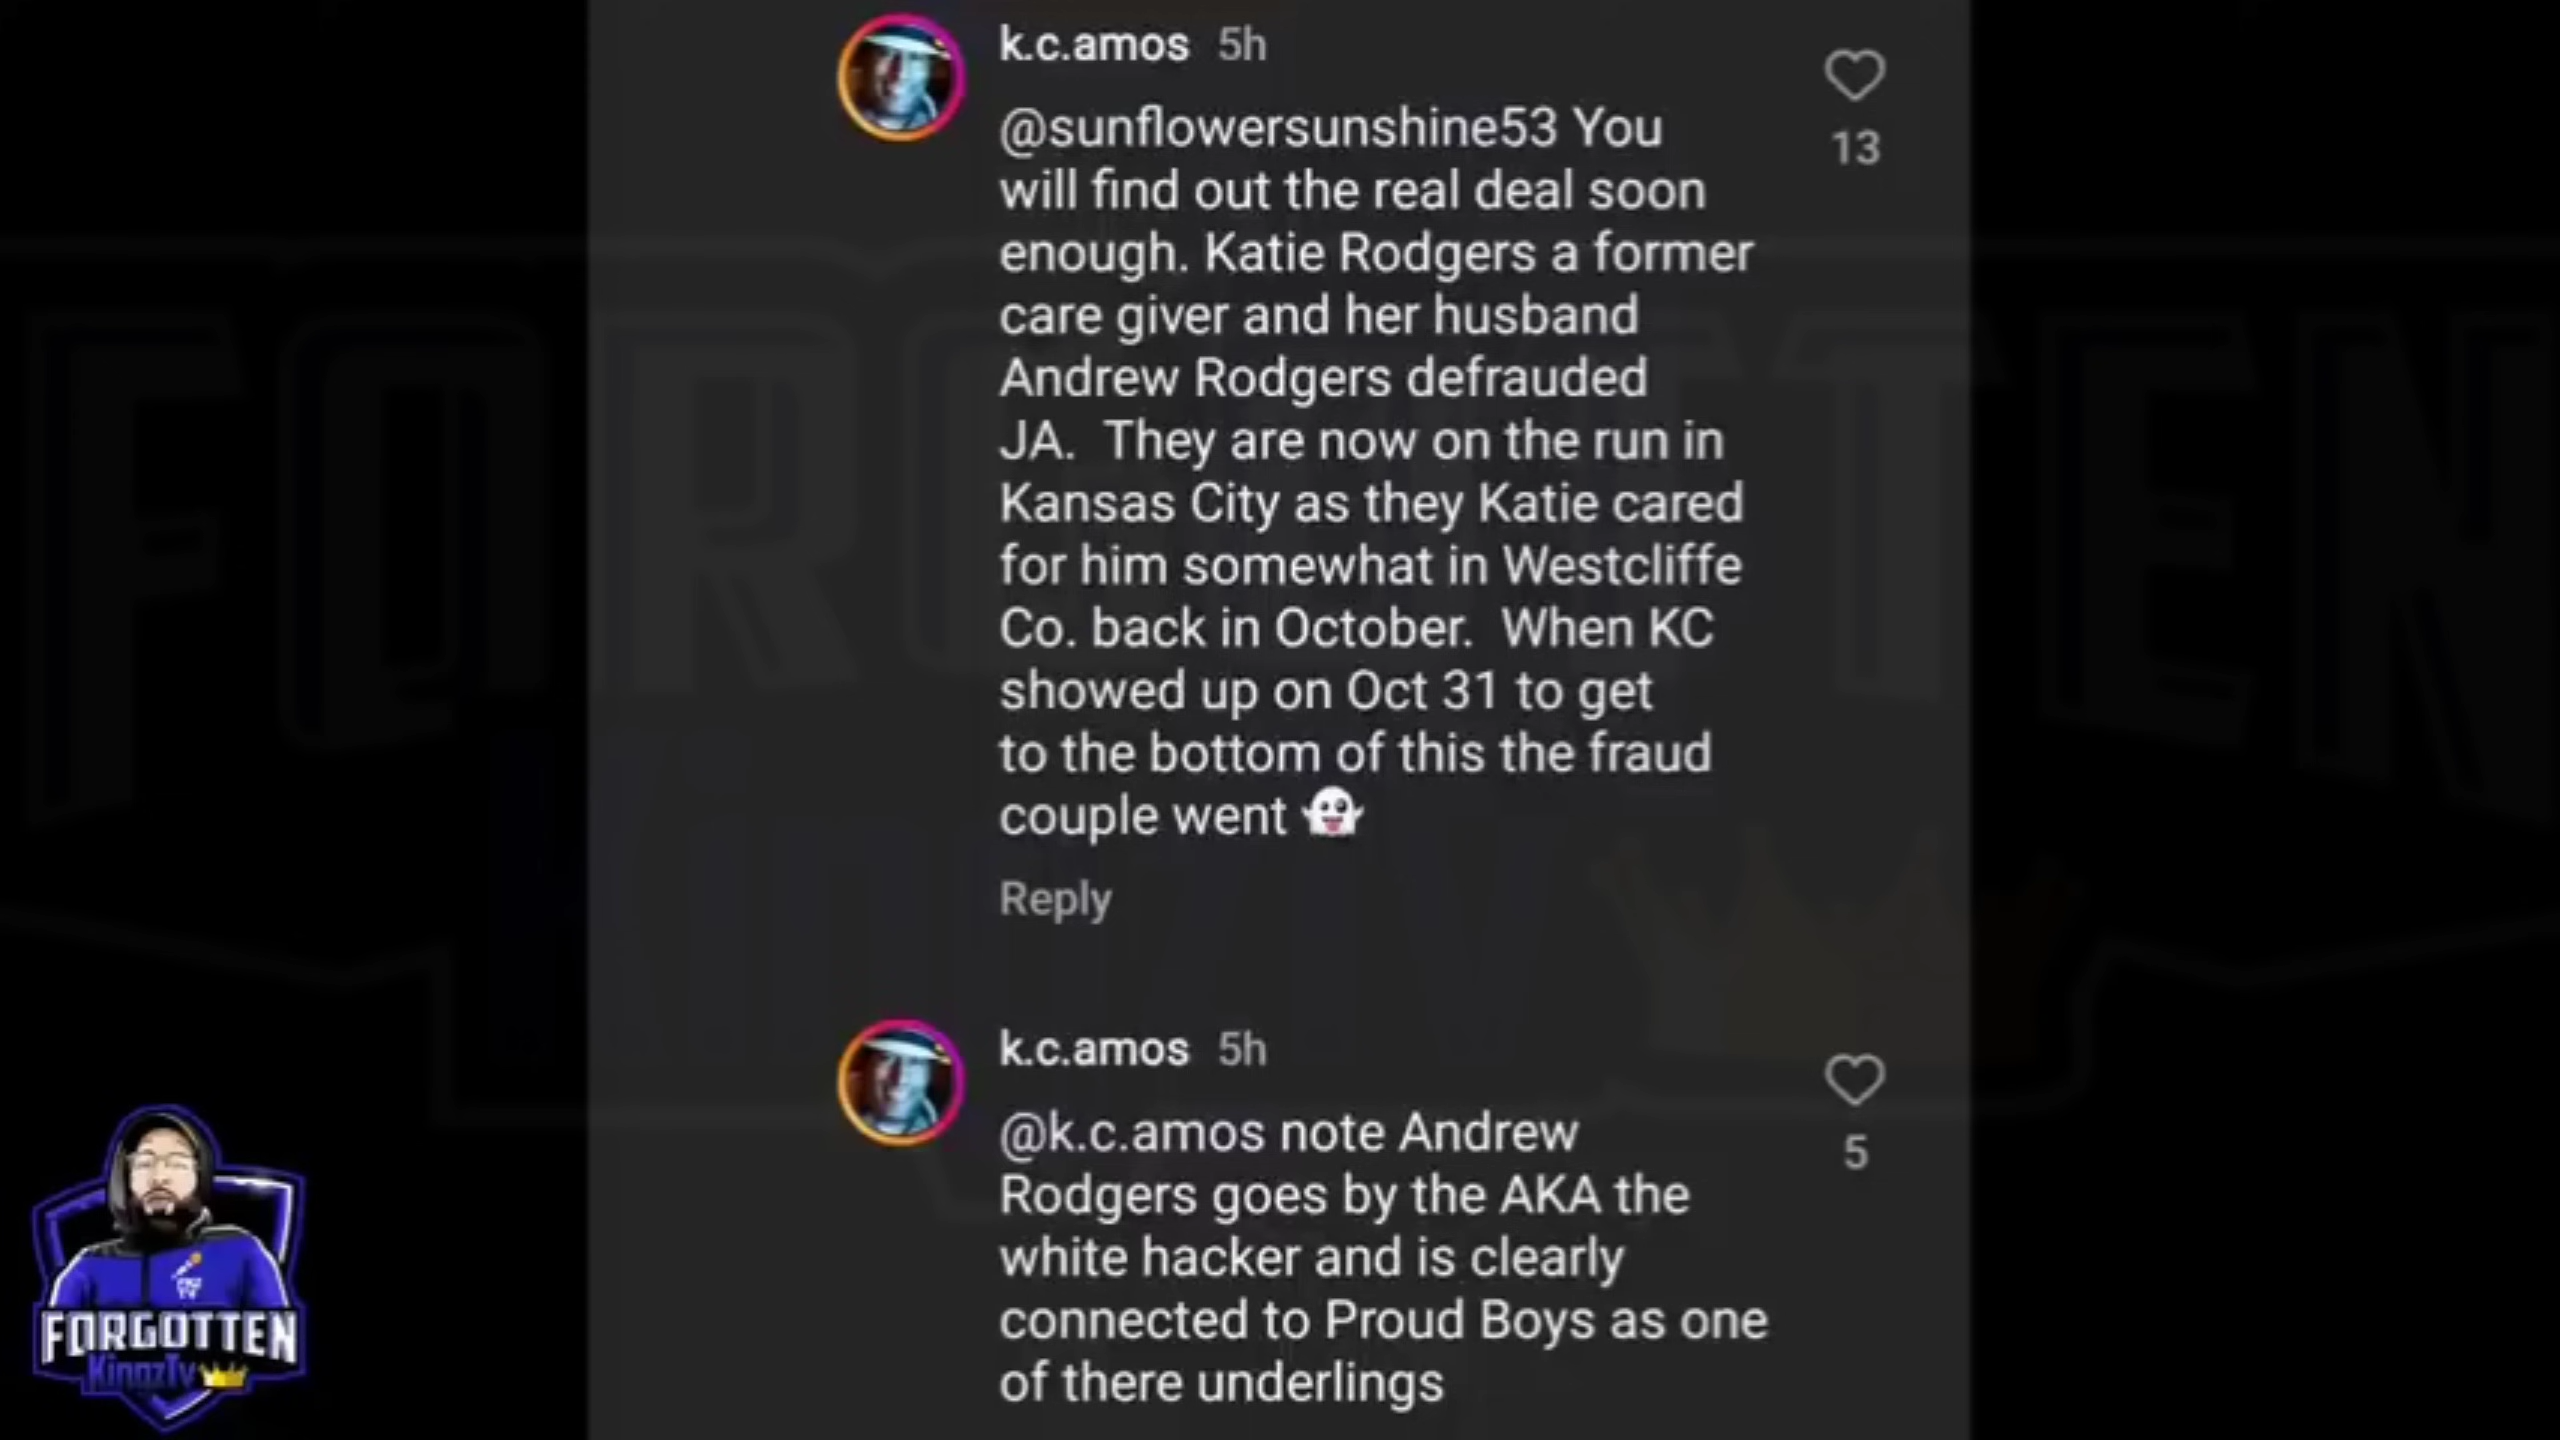 k.c.amos 5h
@sunflowersunshine53 You
will find out the real deal soon
enough. Katie Rodgers a former
care giver and her husband
Andrew Rodgers defrauded
JA.  They are now on the run in
Kansas City as they Katie cared
for him somewhat in Westcliffe
Co. back in October.  When KC
showed up on Oct 31 to get
to the bottom of this the fraud
couple went 👻
13
Reply
k.c.amos 5h
@k.c.amos note Andrew
Rodgers goes by the AKA the
white hacker and is clearly
connected to Proud Boys as one
of there underlings
5
FORGOTTEN
KingzTv